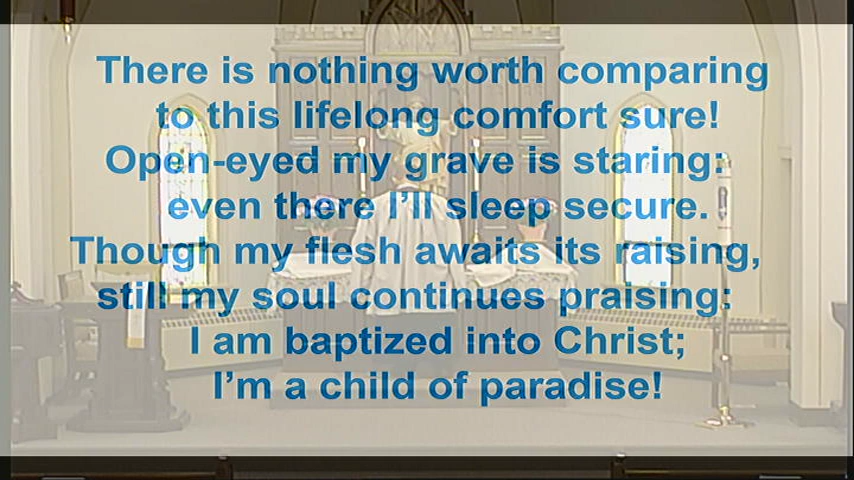 There is nothing worth comparing
to this lifelong comfort sure!
Open-eyed my grave is staring:
even there I'll sleep secure.
Though my flesh awaits its raising,
still my soul continues praising:
I am baptized into Christ;
I'm a child of paradise!